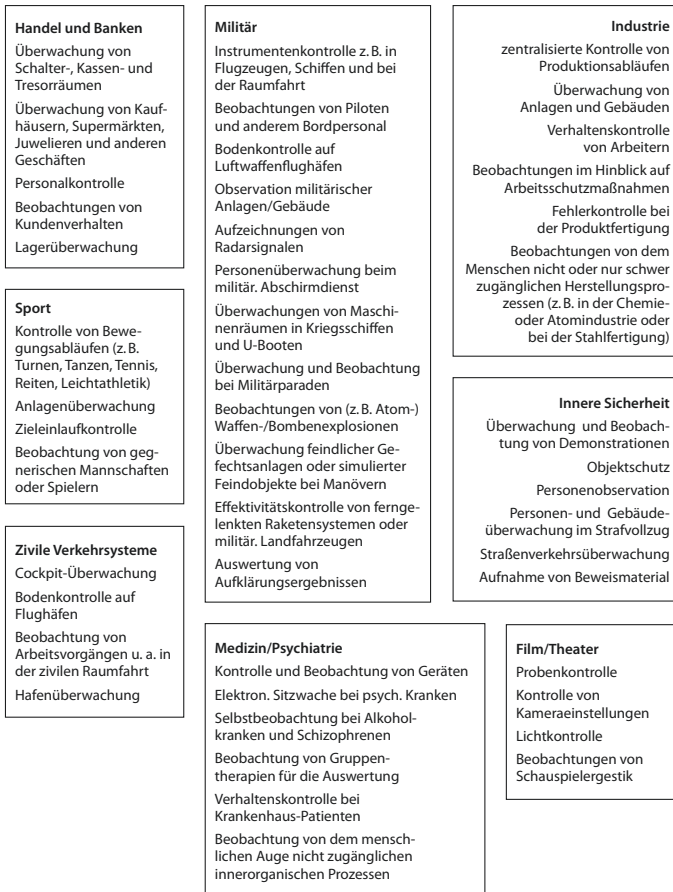 Handel und Banken
Überwachung von
Schalter-, Kassen- und
Tresorräumen
Überwachung von Kauf-
häusern, Supermärkten,
Juwelieren und anderen
Geschäften
Personalkontrolle
Beobachtungen von
Kundenverhalten
Lagerüberwachung
Sport
Kontrolle von Bewe-
gungsabläufen (z. B.
Turnen, Tanzen, Tennis,
Reiten, Leichtathletik)
Anlagenüberwachung
Zieleinlaufkontrolle
Beobachtung von geg-
nerischen Mannschaften
oder Spielern
Zivile Verkehrsysteme
Cockpit-Überwachung
Bodenkontrolle auf
Flughäfen
Beobachtung von
Arbeitsvorgängen u. a. in
der zivilen Raumfahrt
Hafenüberwachung
Militär
Instrumentenkontrolle z. B. in
Flugzeugen, Schiffen und bei
der Raumfahrt
Beobachtungen von Piloten
und anderem Bordpersonal
Bodenkontrolle auf
Luftwaffenflughäfen
Observation militärischer
Anlagen/Gebäude
Aufzeichnungen von
Radarsignalen
Personenüberwachung beim
militär. Abschirmdienst
Überwachungen von Maschi-
nenräumen in Kriegsschiffen
und U-Booten
Überwachung und Beobachtung
bei Militärparaden
Beobachtungen von (z. B. Atom-)
Waffen-/Bombenexplosionen
Überwachung feindlicher Ge-
fechtsanlagen oder simulierter
Feindobjekte bei Manövern
Effektivitätskontrolle von fernge-
lenkten Raketensystemen oder
militär. Landfahrzeugen
Auswertung von
Aufklärungsergebnissen
Medizin/Psychiatrie
Kontrolle und Beobachtung von Geräten
Elektron. Sitzwache bei psych. Kranken
Selbstbeobachtung bei Alkohol-
kranken und Schizophrenen
Beobachtung von Gruppen-
therapien für die Auswertung
Verhaltenskontrolle bei
Krankenhaus-Patienten
Beobachtung von dem mensch-
lichen Auge nicht zugänglichen
innerorganischen Prozessen
Industrie
zentralisierte Kontrolle von
Produktionsabläufen
Überwachung von
Anlagen und Gebäuden
Verhaltenskontrolle
von Arbeitern
Beobachtungen im Hinblick auf
Arbeitsschutzmaßnahmen
Fehlerkontrolle bei
der Produktfertigung
Beobachtungen von dem
Menschen nicht oder nur schwer
zugänglichen Herstellungspro-
zessen (z. B. in der Chemie-
oder Atomindustrie oder
bei der Stahlfertigung)
Innere Sicherheit
Überwachung und Beobach-
tung von Demonstrationen
Objektschutz
Personenobservation
Personen- und Gebäude-
überwachung im Strafvollzug
Straßenverkehrsüberwachung
Aufnahme von Beweismaterial
Film/Theater
Probenkontrolle
Kontrolle von
Kameraeinstellungen
Lichtkontrolle
Beobachtungen von
Schauspielergestik